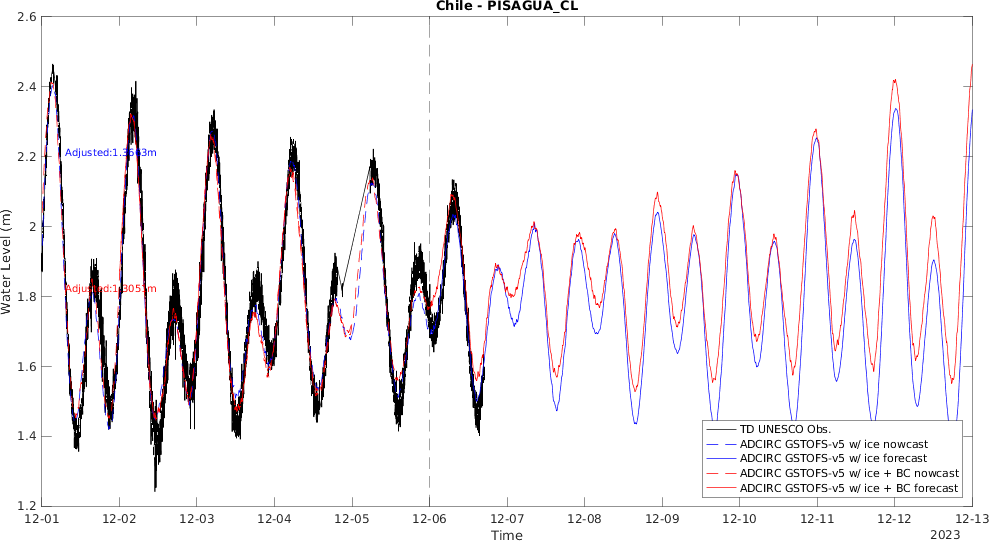 Chile - PISAGUA_CL
2.6
2.4
2.2
2
1.8
1.6
1.4
1.2
Water Level (m)
Adjusted:1.3663m
Adjusted:1.3051m
TD UNESCO Obs.
ADCIRC GSTOFS-v5 w/ ice nowcast
ADCIRC GSTOFS-v5 w/ ice forecast
ADCIRC GSTOFS-v5 w/ ice + BC nowcast
ADCIRC GSTOFS-v5 w/ ice + BC forecast
12-01 12-02 12-03 12-04 12-05 12-06 12-07 12-08 12-09 12-10 12-11 12-12 12-13
Time
2023